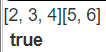 [2, 3, 4][5, 6]
true